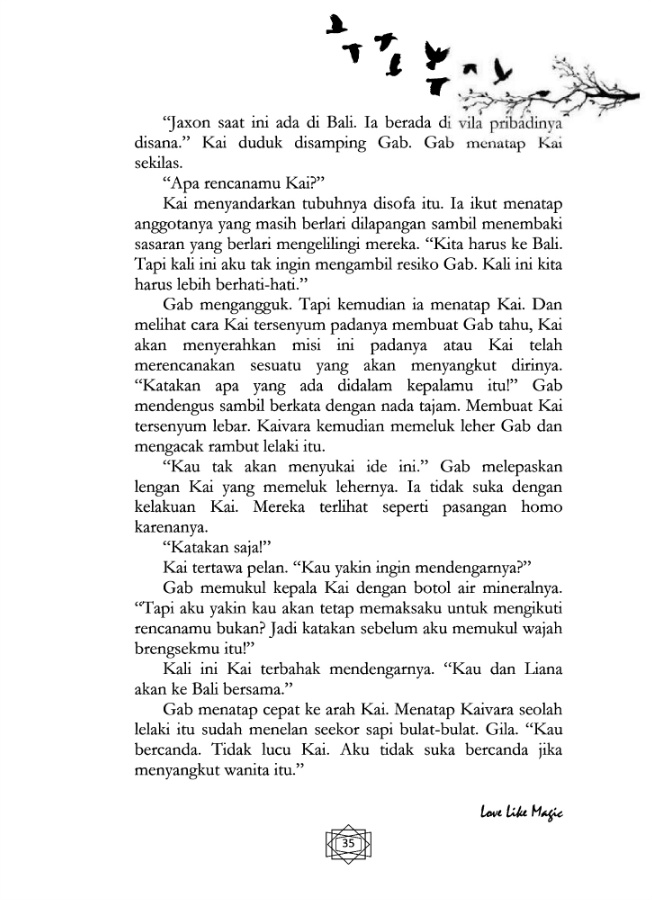 “Jaxon saat ini ada di Bali. Ia berada di vila pribadinya
disana.” Kai duduk disamping Gab. Gab menatap Kai
sekilas.
“Apa rencanamu Kai?”
Kai menyandarkan tubuhnya disofa itu. Ia ikut menatap
anggotanya yang masih berlari dilapangan sambil menembaki
sasaran yang berlari mengelilingi mereka. “Kita harus ke Bali.
Tapi kali ini aku tak ingin mengambil resiko Gab. Kali ini kita
harus lebih berhati-hati.”
Gab mengangguk. Tapi kemudian ia menatap Kai. Dan
melihat cara Kai tersenyum padanya membuat Gab tahu, Kai
akan menyerahkan misi ini padanya atau Kai telah
merencanakan sesuatu yang akan menyangkut dirinya.
“Katakan apa yang ada didalam kepalamu itu!” Gab
mendengus sambil berkata dengan nada tajam. Membuat Kai
tersenyum lebar. Kaivara kemudian memeluk leher Gab dan
mengacak rambut lelaki itu.
“Kau tak akan menyukai ide ini.” Gab melepaskan
lengan Kai yang memeluk lehernya. Ia tidak suka dengan
kelakuan Kai. Mereka terlihat seperti pasangan homo
karenanya.
“Katakan saja!”
Kai tertawa pelan. “Kau yakin ingin mendengarnya?”
Gab memukul kepala Kai dengan botol air mineralnya.
“Tapi aku yakin kau akan tetap memaksaku untuk mengikuti
rencanamu bukan? Jadi katakan sebelum aku memukul wajah
brengsekmu itu!”
Kali ini Kai terbahak mendengarnya. “Kau dan Liana
akan ke Bali bersama.”
Gab menatap cepat ke arah Kai. Menatap Kaivara seolah
lelaki itu sudah menelan seekor sapi bulat-bulat. Gila. “Kau
bercanda. Tidak lucu Kai. Aku tidak suka bercanda jika
menyangkut wanita itu.”
Love Like Magic
35